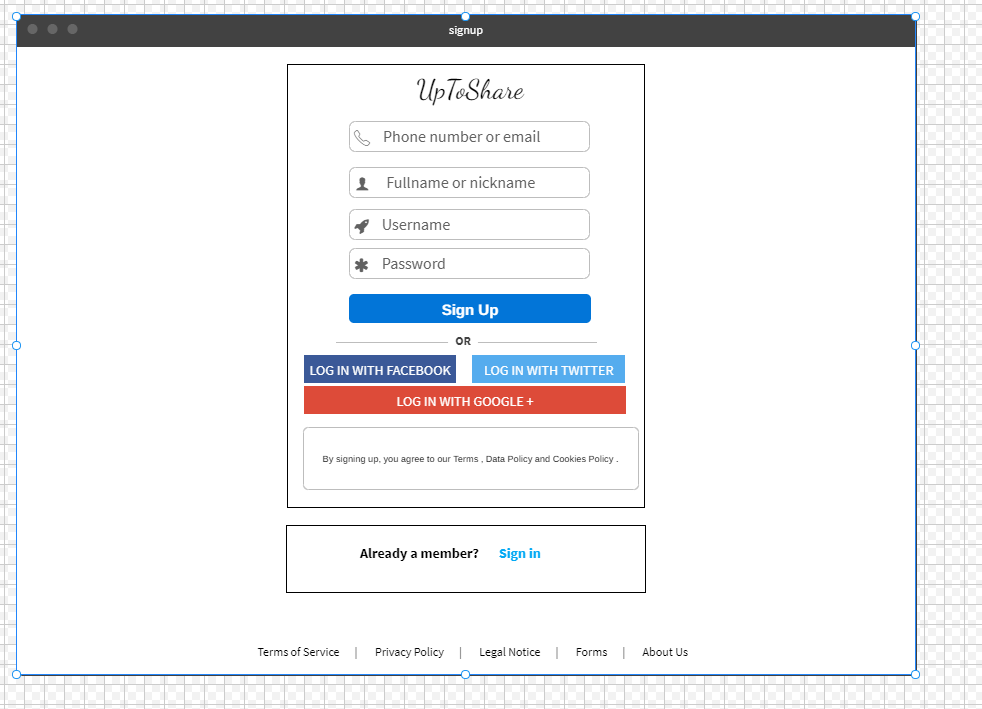 signup
UpToShare
Phone number or email
Fullname or nickname
Username
Password
Sign Up
OR
LOG IN WITH FACEBOOK LOG IN WITH TWITTER
LOG IN WITH GOOGLE +
By signing up, you agree to our Terms , Data Policy and Cookies Policy .
Already a member? Sign in
Terms of Service | Privacy Policy | Legal Notice | Forms | About Us